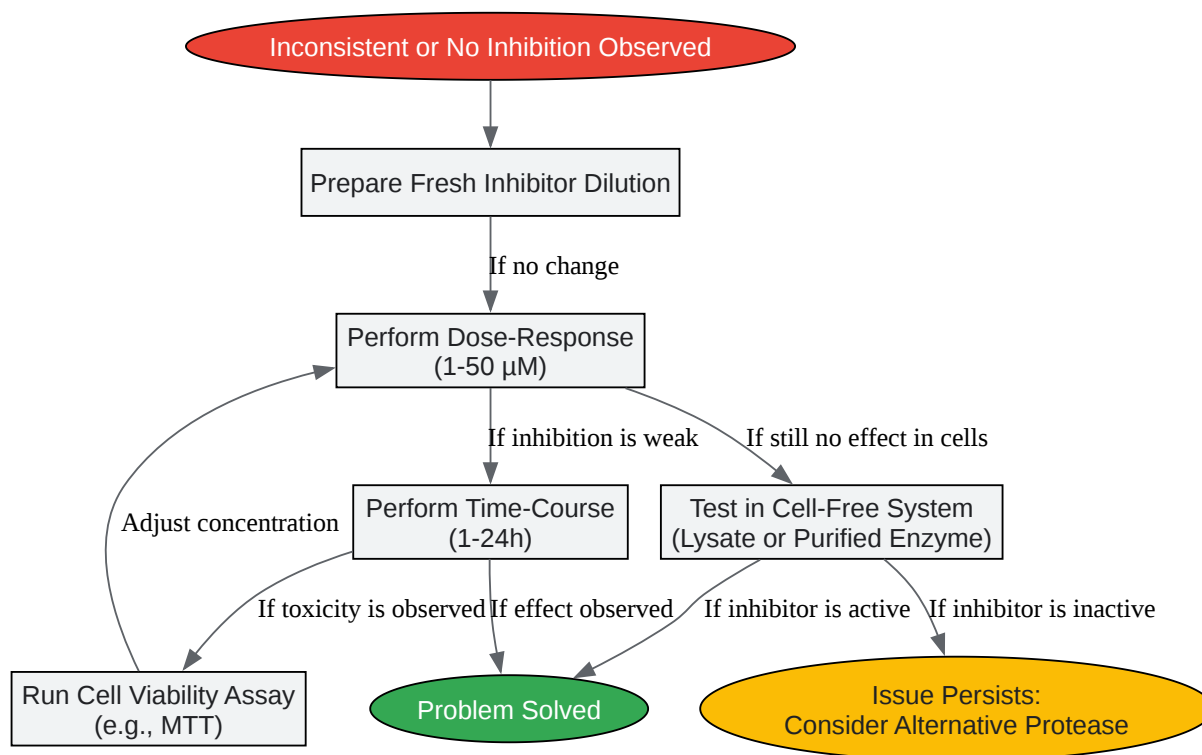 Inconsistent or No Inhibition Observed
Prepare Fresh Inhibitor Dilution
If no change
Perform Dose-Response
(1-50 µM)
If inhibition is weak
If still no effect in cells
Adjust concentration
Perform Time-Course
(1-24h)
Test in Cell-Free System
(Lysate or Purified Enzyme)
If toxicity is observed
If effect observed
If inhibitor is active
If inhibitor is inactive
Run Cell Viability Assay
(e.g., MTT)
Problem Solved
Issue Persists:
Consider Alternative Protease